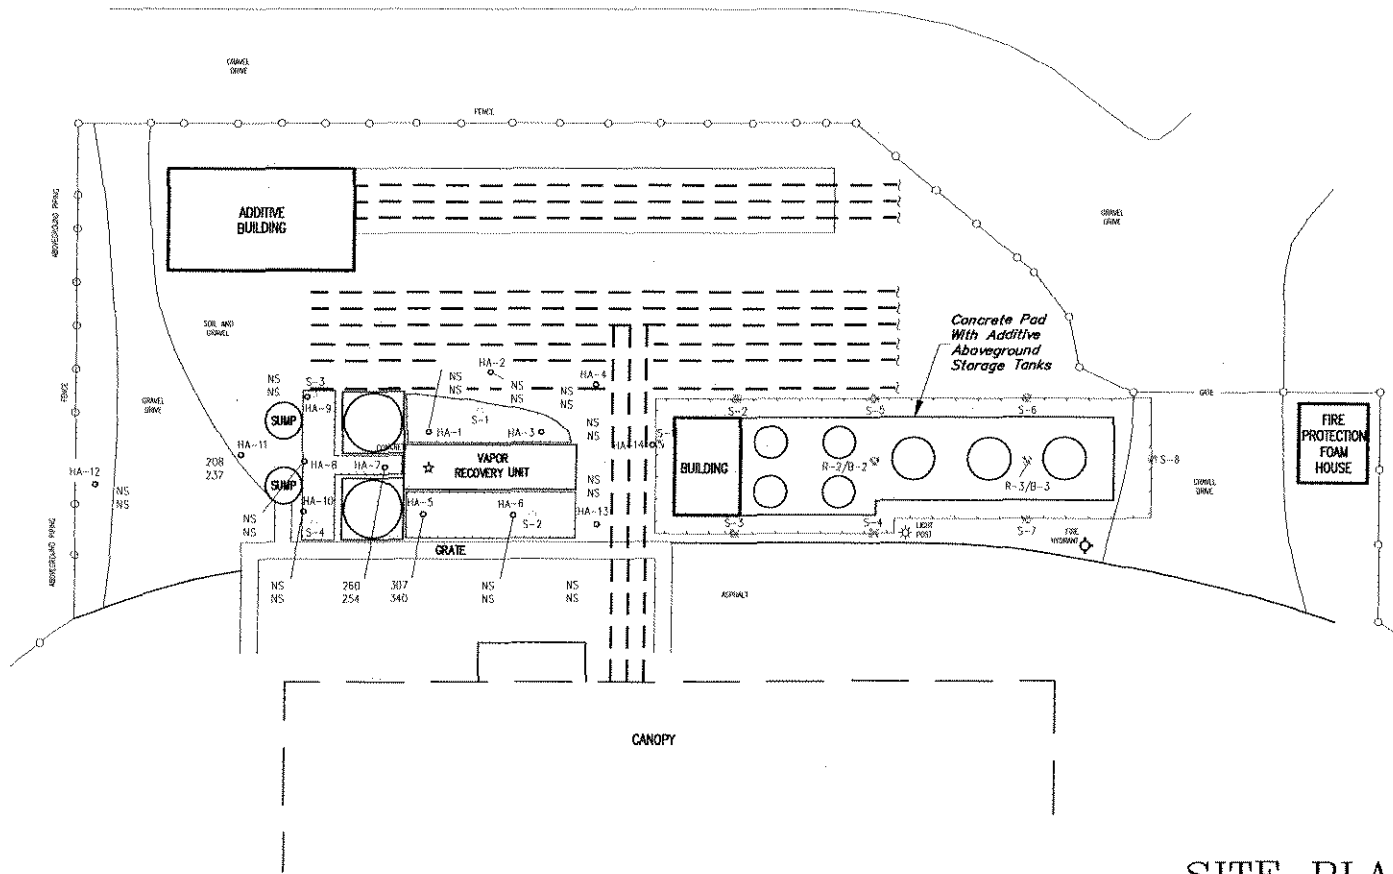 GRAVEL
DRIVE
FENCE
ABOVEGROUND PIPING
ADDITIVE
BUILDING
GRAVEL
DRIVE
SOIL AND
GRAVEL
Concrete Pad
With Additive
Aboveground
Storage Tanks
FENCE
GRAVEL
DRIVE
NS
NS
S-3
HA-9
SUMP
HA-11
208
237
HA-12
NS
NS
SUMP
HA-8
HA-10
S-4
NS
NS
CONCRETE
HA-7
NS
NS
HA-2
NS
NS
HA-4
NS
NS
HA-1
S-1
HA-3
NS
NS
VAPOR
RECOVERY UNIT
NS
NS
HA-5
HA-6
S-2
HA-13
HA-14
S-2
S-5
S-6
BUILDING
R-2/B-2
R-3/B-3
S-8
S-3
S-4
S-7
LIGHT
POST
FIRE
HYDRANT
GATE
GRAVEL
DRIVE
FIRE
PROTECTION
FOAM
HOUSE
ABOVEGROUND PIPING
GRATE
NS
NS
260
254
307
340
NS
NS
NS
NS
ASPHALT
CANOPY
SITE PLA